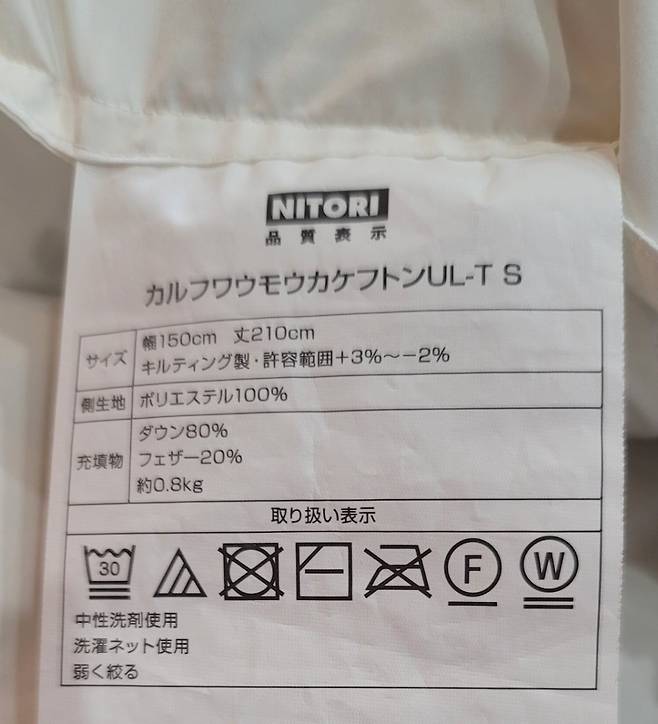 NITORI
品質表示
カルフワウモウカケフトンUL-T S
サイズ
幅150cm 丈210cm
キルティング製・許容範囲+3%～-2%
側生地
ポリエステル100%
充填物
ダウン80%
フェザー20%
約0.8kg
取り扱い表示
30 F W
中性洗剤使用
洗濯ネット使用
弱く絞る